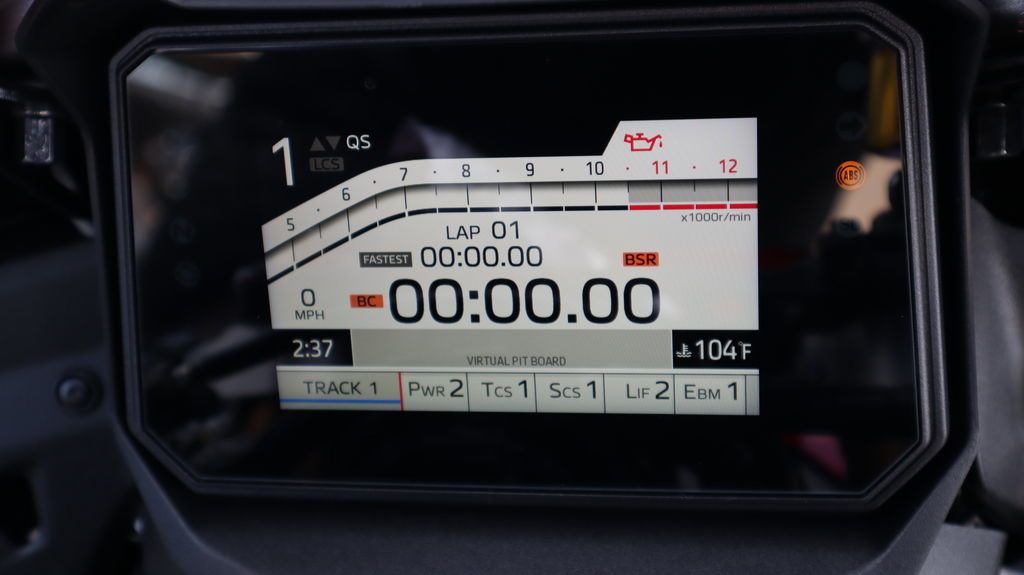 1 QS
LCS
5 6 7 8 9 10 11 12
x1000r/min
LAP 01
FASTEST 00:00.00 BSR
0 MPH
BC 00:00.00
2:37
VIRTUAL PIT BOARD
104°F
TRACK 1 PWR 2 TCS 1 SCS 1 LIF 2 EBM 1
ABS